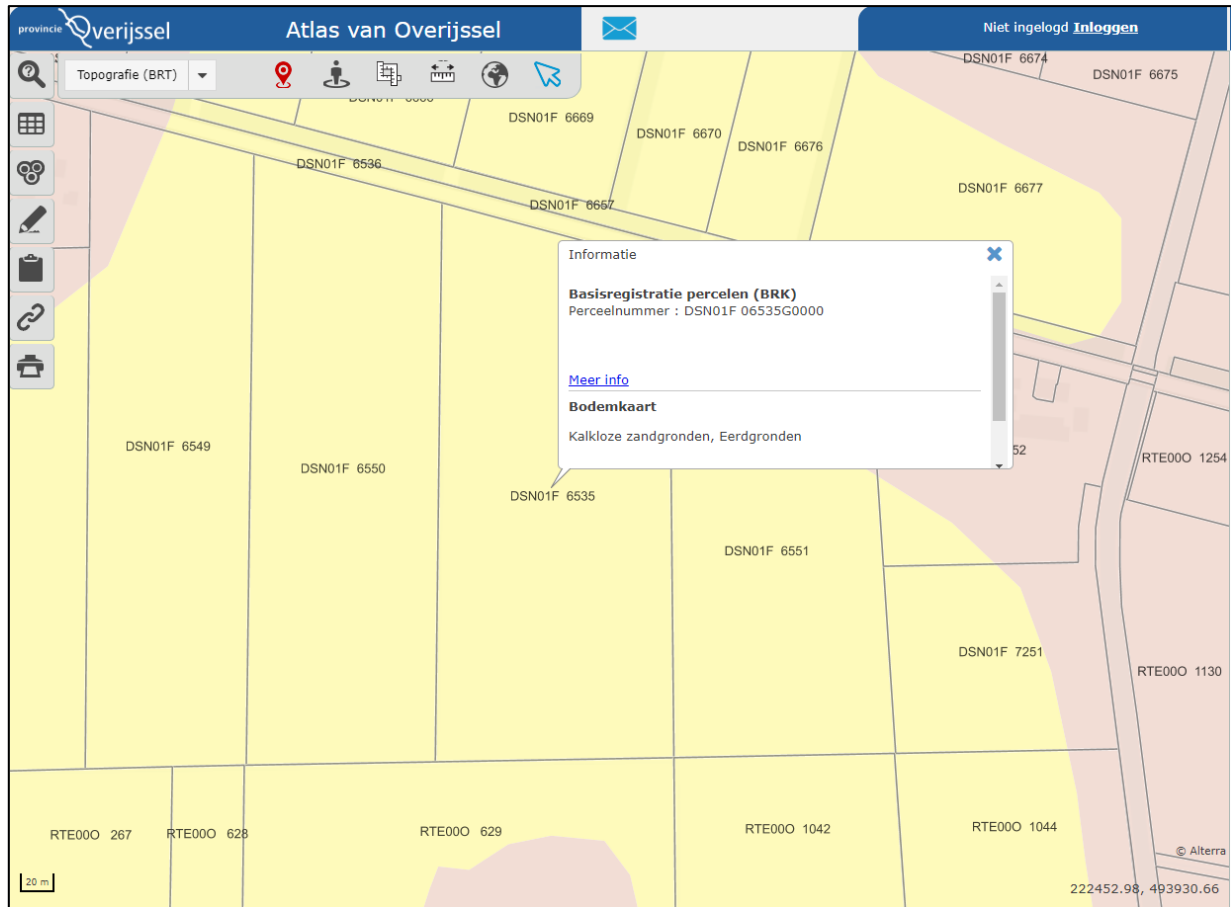 provincie Overijssel
Atlas van Overijssel
Niet ingelogd Inloggen
Topografie (BRT)
DSN01F 6674
DSN01F 6675
DSN01F 6669
DSN01F 6670
DSN01F 6676
DSN01F 6536
DSN01F 6677
DSN01F 6657
Informatie
Basisregistratie percelen (BRK)
Perceelnummer : DSN01F 06535G0000
Meer info
Bodemkaart
Kalkloze zandgronden, Eerdgronden
DSN01F 6549
DSN01F 6550
52
RTE00O 1254
DSN01F 6535
DSN01F 6551
DSN01F 7251
RTE00O 1130
RTE00O 267
RTE00O 628
RTE00O 629
RTE00O 1042
RTE00O 1044
© Alterra
20 m
222452.98, 493930.66